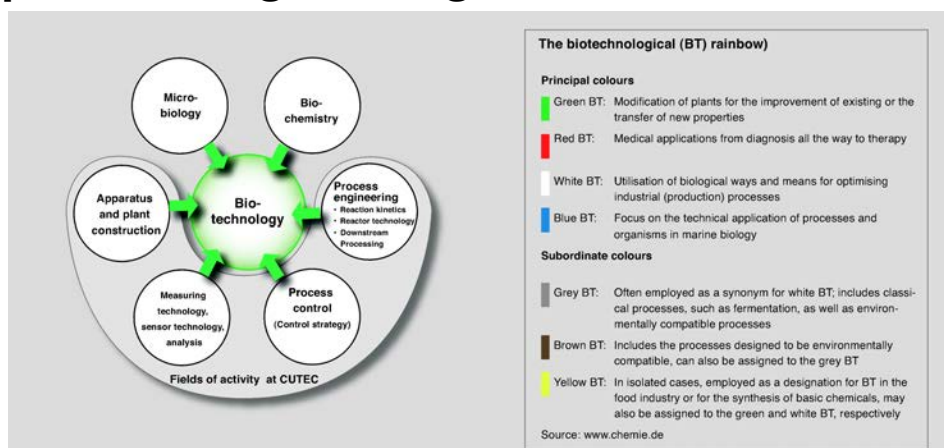 Micro-
biology
Bio-
chemistry
Apparatus
and plant
construction
Bio-
technology
Process
engineering
• Reaction kinetics
• Reactor technology
• Downstream
Processing
Measuring
technology,
sensor technology,
analysis
Process
control
(Control strategy)
Fields of activity at CUTEC
The biotechnological (BT) rainbow)
Principal colours
Green BT: Modification of plants for the improvement of existing or the
transfer of new properties
Red BT: Medical applications from diagnosis all the way to therapy
White BT: Utilisation of biological ways and means for optimising
industrial (production) processes
Blue BT: Focus on the technical application of processes and
organisms in marine biology
Subordinate colours
Grey BT: Often employed as a synonym for white BT; includes classi-
cal processes, such as fermentation, as well as environ-
mentally compatible processes
Brown BT: Includes the processes designed to be environmentally
compatible, can also be assigned to the grey BT
Yellow BT: In isolated cases, employed as a designation for BT in the
food industry or for the synthesis of basic chemicals, may
also be assigned to the green and white BT, respectively
Source: www.chemie.de